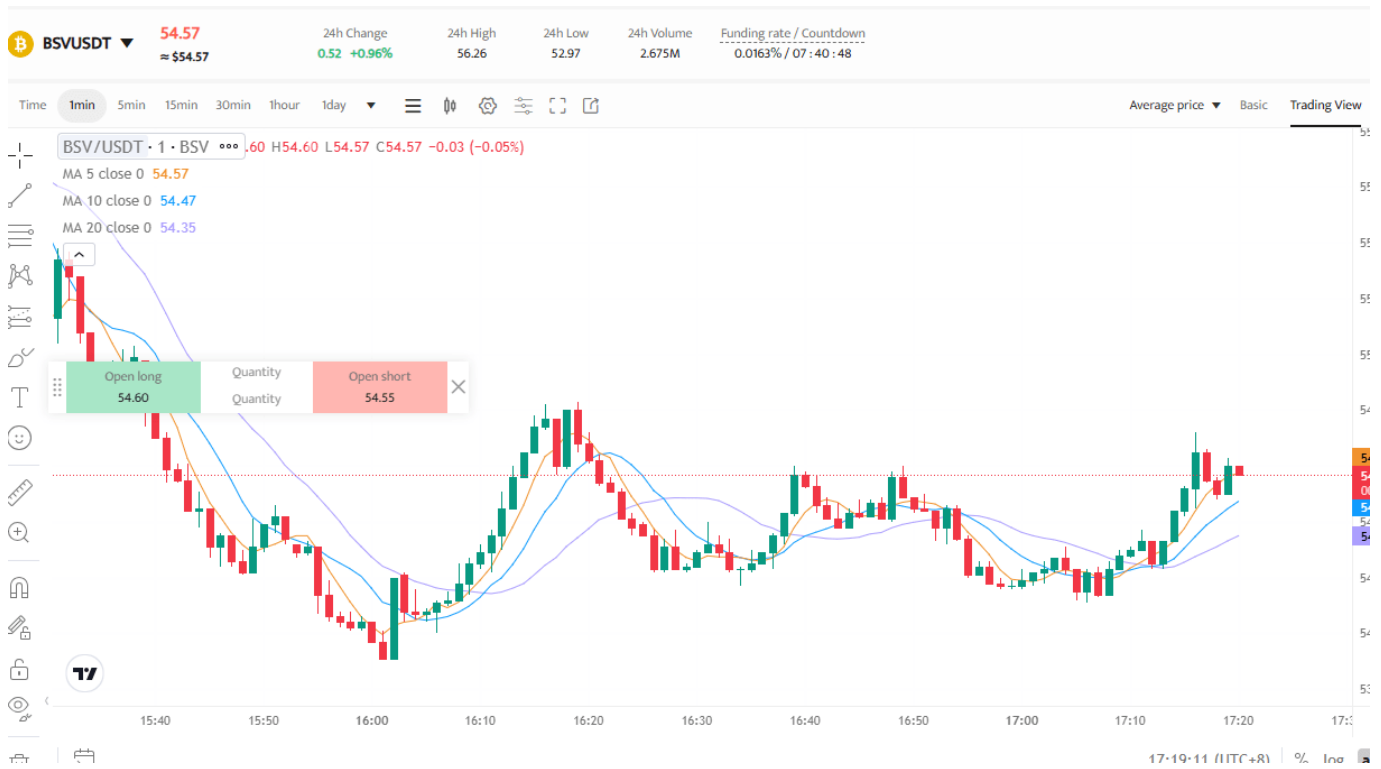 BSVUSDT
54.57
≈ $54.57
24h Change
0.52 +0.96%
24h High
56.26
24h Low
52.97
24h Volume
2.675M
Funding rate / Countdown
0.0163% / 07 : 40 : 48
Time 1min 5min 15min 30min 1hour 1day
Average price Basic Trading View
BSV/USDT · 1 · BSV .60 H54.60 L54.57 C54.57 −0.03 (−0.05%)
MA 5 close 0 54.57
MA 10 close 0 54.47
MA 20 close 0 54.35
Open long
54.60
Quantity
Quantity
Open short
54.55
15:40 15:50 16:00 16:10 16:20 16:30 16:40 16:50 17:00 17:10 17:20
17:19:11 (UTC+8) % log